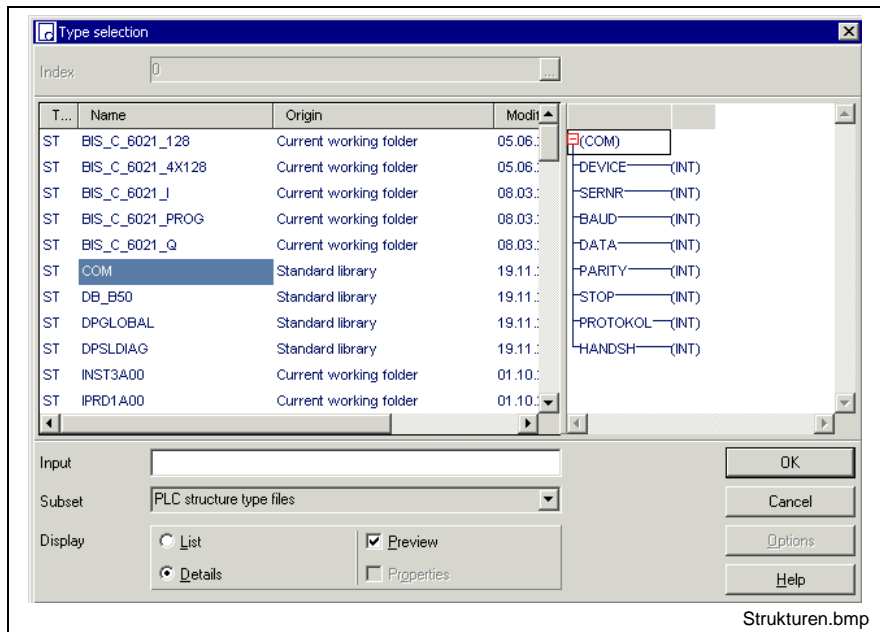 Type selection
Index 0 ...
T... Name Origin Modif
ST BIS_C_6021_128 Current working folder 05.06.:
ST BIS_C_6021_4X128 Current working folder 05.06.:
ST BIS_C_6021_I Current working folder 08.03.:
ST BIS_C_6021_PROG Current working folder 08.03.:
ST BIS_C_6021_Q Current working folder 08.03.:
ST COM Standard library 19.11.:
ST DB_B50 Standard library 19.11.:
ST DPGLOBAL Standard library 19.11.:
ST DPSLDIAG Standard library 19.11.:
ST INST3A00 Current working folder 01.10.:
ST IPRD1A00 Current working folder 01.10.:
(COM)
DEVICE (INT)
SERNR (INT)
BAUD (INT)
DATA (INT)
PARITY (INT)
STOP (INT)
PROTOKOL (INT)
HANDSH (INT)
Input
OK
Subset PLC structure type files
Cancel
Display List Preview
Options
Details Properties
Help
Strukturen.bmp